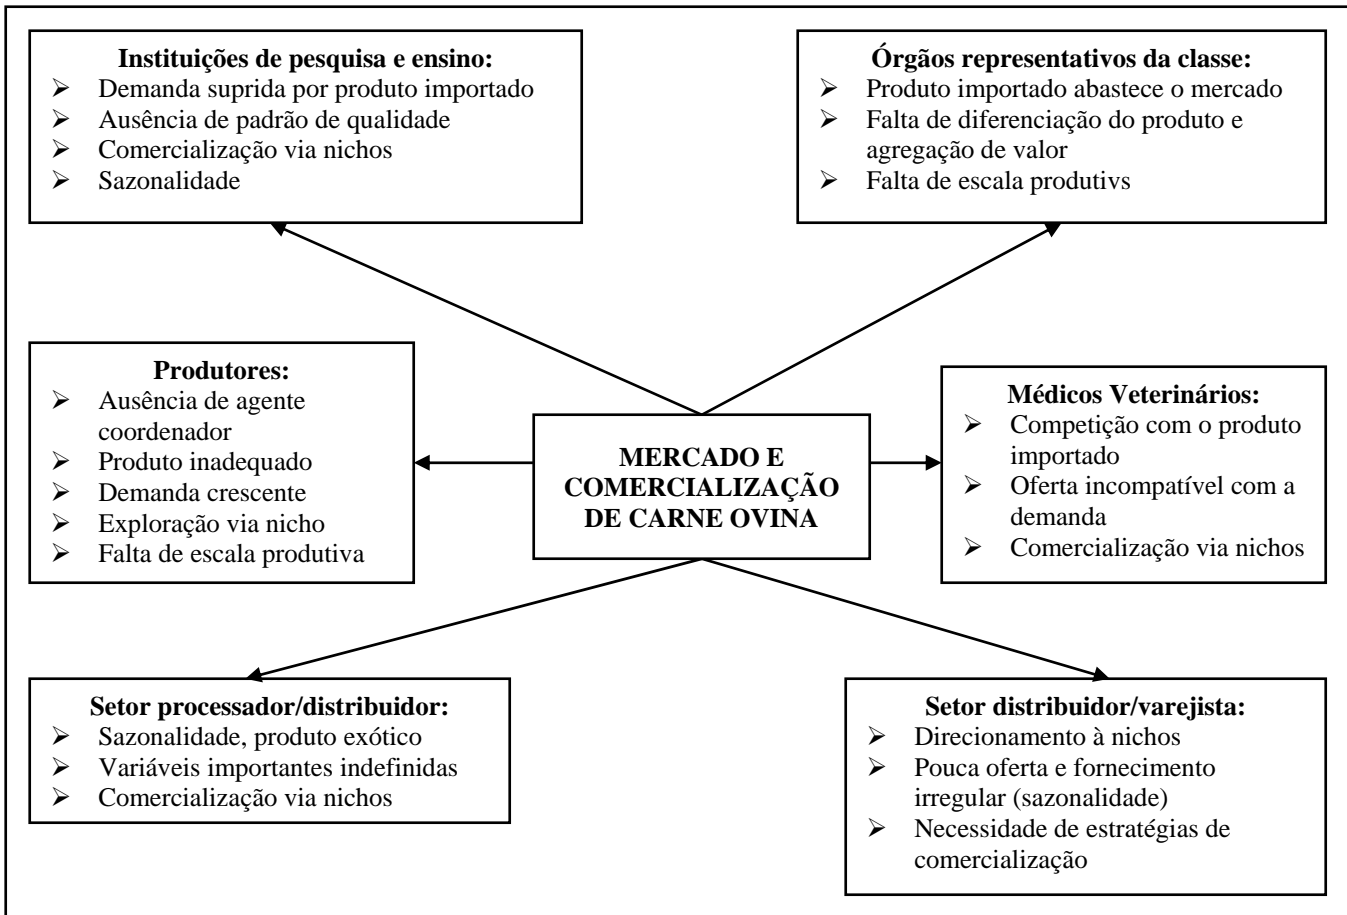 Instituições de pesquisa e ensino:
➢ Demanda suprida por produto importado
➢ Ausência de padrão de qualidade
➢ Comercialização via nichos
➢ Sazonalidade
Órgãos representativos da classe:
➢ Produto importado abastece o mercado
➢ Falta de diferenciação do produto e
agregação de valor
➢ Falta de escala produtivs
Produtores:
➢ Ausência de agente
coordenador
➢ Produto inadequado
➢ Demanda crescente
➢ Exploração via nicho
➢ Falta de escala produtiva
MERCADO E
COMERCIALIZAÇÃO
DE CARNE OVINA
Médicos Veterinários:
➢ Competição com o produto
importado
➢ Oferta incompatível com a
demanda
➢ Comercialização via nichos
Setor processador/distribuidor:
➢ Sazonalidade, produto exótico
➢ Variáveis importantes indefinidas
➢ Comercialização via nichos
Setor distribuidor/varejista:
➢ Direcionamento à nichos
➢ Pouca oferta e fornecimento
irregular (sazonalidade)
➢ Necessidade de estratégias de
comercialização